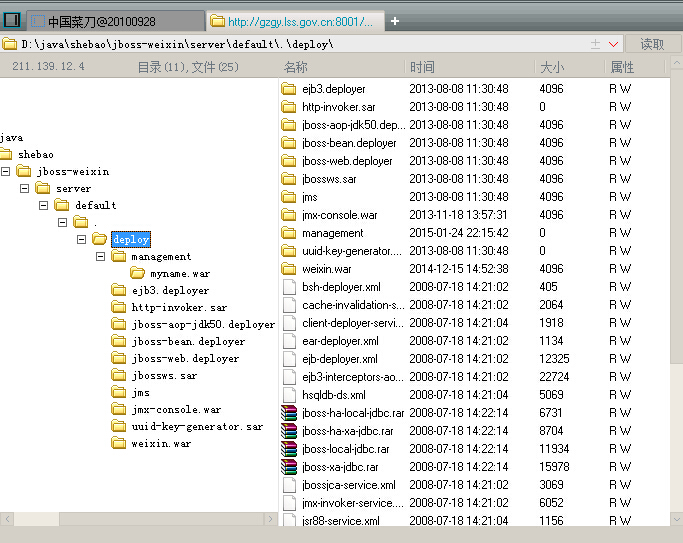 中国菜刀@20100928
http://gzgy.lss.gov.cn:8001/...
D:\java\shebao\jboss-weixin\server\default\.\deploy\
读取
211.139.12.4 目录(11),文件(25)
名称 时间 大小 属性
java
shebao
jboss-weixin
server
default
.
deploy
management
myname.war
ejb3.deployer
http-invoker.sar
jboss-aop-jdk50.deployer
jboss-bean.deployer
jboss-web.deployer
jbossws.sar
jms
jmx-console.war
uuid-key-generator.sar
weixin.war
ejb3.deployer 2013-08-08 11:30:48 4096 R W
http-invoker.sar 2013-08-08 11:30:48 0 R W
jboss-aop-jdk50.dep... 2013-08-08 11:30:48 4096 R W
jboss-bean.deployer 2013-08-08 11:30:48 4096 R W
jboss-web.deployer 2013-08-08 11:30:48 4096 R W
jbossws.sar 2013-08-08 11:30:48 4096 R W
jms 2013-08-08 11:30:48 4096 R W
jmx-console.war 2013-11-18 13:57:31 4096 R W
management 2015-01-24 22:15:42 0 R W
uuid-key-generator.... 2013-08-08 11:30:48 0 R W
weixin.war 2014-12-15 14:52:38 4096 R W
bsh-deployer.xml 2008-07-18 14:21:02 405 R W
cache-invalidation-s... 2008-07-18 14:21:02 2064 R W
client-deployer-servi... 2008-07-18 14:21:04 1918 R W
ear-deployer.xml 2008-07-18 14:21:02 1134 R W
ejb-deployer.xml 2008-07-18 14:21:02 12325 R W
ejb3-interceptors-ao... 2008-07-18 14:21:02 22724 R W
hsqldb-ds.xml 2008-07-18 14:21:04 5069 R W
jboss-ha-local-jdbc.rar 2008-07-18 14:22:14 6731 R W
jboss-ha-xa-jdbc.rar 2008-07-18 14:22:14 8704 R W
jboss-local-jdbc.rar 2008-07-18 14:22:14 11934 R W
jboss-xa-jdbc.rar 2008-07-18 14:22:14 15978 R W
jbossjca-service.xml 2008-07-18 14:21:02 3069 R W
jmx-invoker-service.... 2008-07-18 14:21:02 6052 R W
jsr88-service.xml 2008-07-18 14:21:04 1156 R W